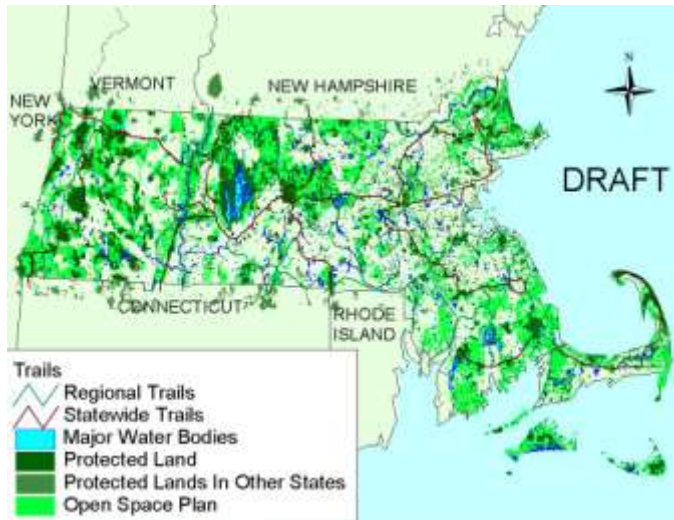 VERMONT
NEW HAMPSHIRE
NEW
YORK
N
DRAFT
CONNECTICUT
RHODE
ISLAND
Trails
Regional Trails
Statewide Trails
Major Water Bodies
Protected Land
Protected Lands In Other States
Open Space Plan